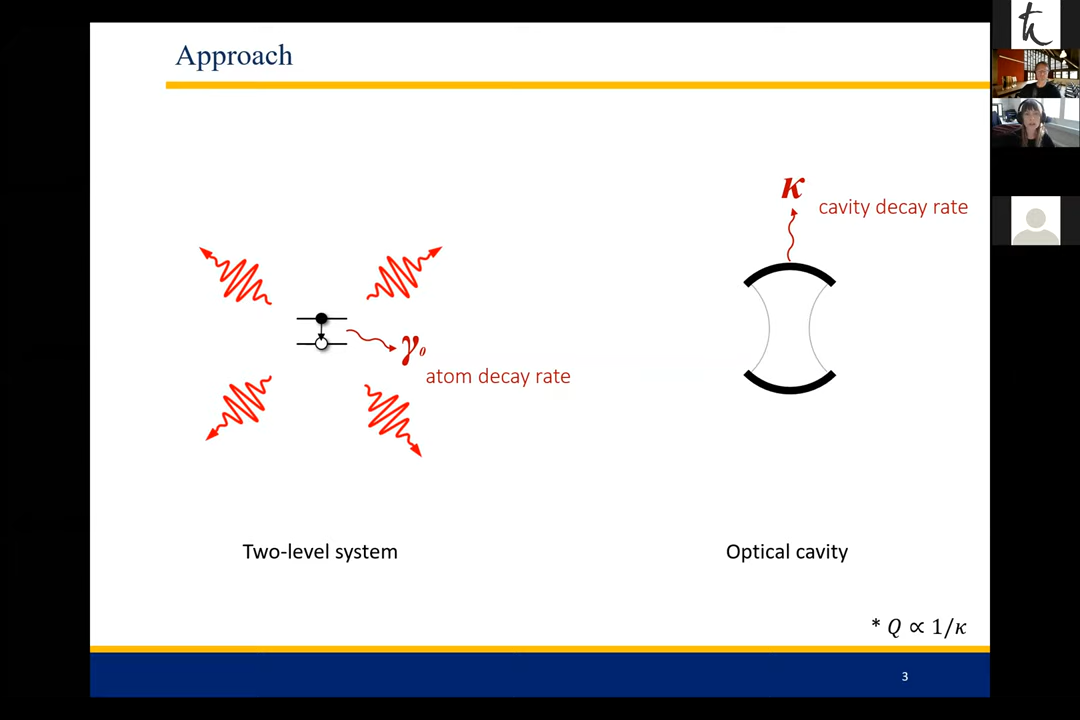 Approach
κ
cavity decay rate
γ₀
atom decay rate
Two-level system
Optical cavity
* Q ∝ 1/κ
3